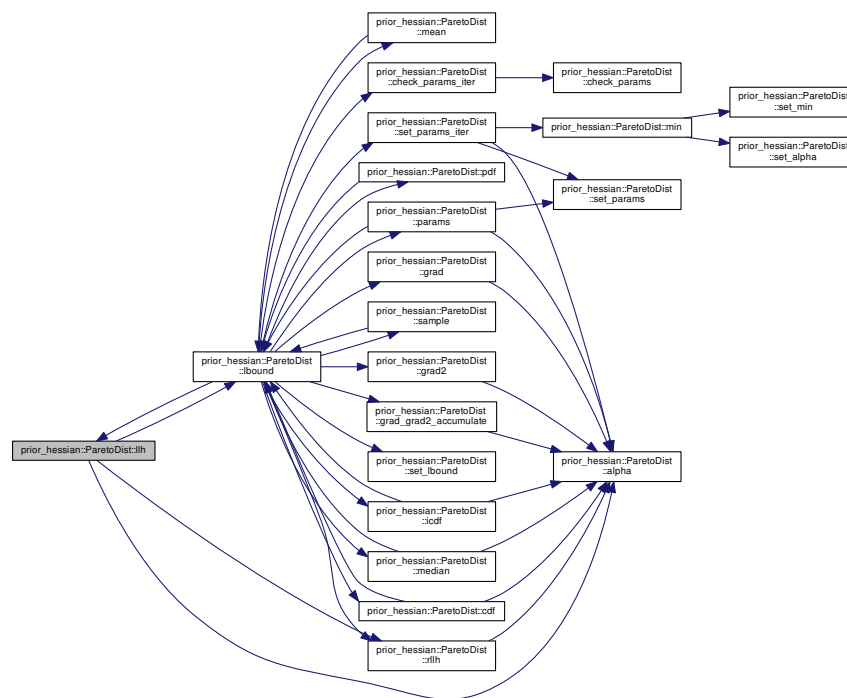 prior_hessian::ParetoDist
::mean
prior_hessian::ParetoDist
::check_params_iter
prior_hessian::ParetoDist
::check_params
prior_hessian::ParetoDist
::set_min
prior_hessian::ParetoDist
::set_params_iter
prior_hessian::ParetoDist::min
prior_hessian::ParetoDist
::set_alpha
prior_hessian::ParetoDist::pdf
prior_hessian::ParetoDist
::set_params
prior_hessian::ParetoDist
::params
prior_hessian::ParetoDist
::grad
prior_hessian::ParetoDist
::sample
prior_hessian::ParetoDist
::lbound
prior_hessian::ParetoDist
::grad2
prior_hessian::ParetoDist
::grad_grad2_accumulate
prior_hessian::ParetoDist::llh
prior_hessian::ParetoDist
::set_lbound
prior_hessian::ParetoDist
::alpha
prior_hessian::ParetoDist
::icdf
prior_hessian::ParetoDist
::median
prior_hessian::ParetoDist::cdf
prior_hessian::ParetoDist
::rllh